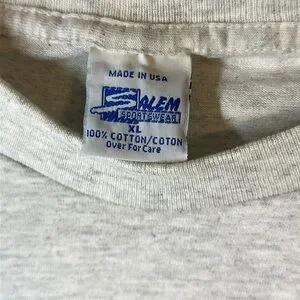 MADE IN USA
SALEM
SPORTSWEAR
XL
100% COTTON/COTON
Over For Care